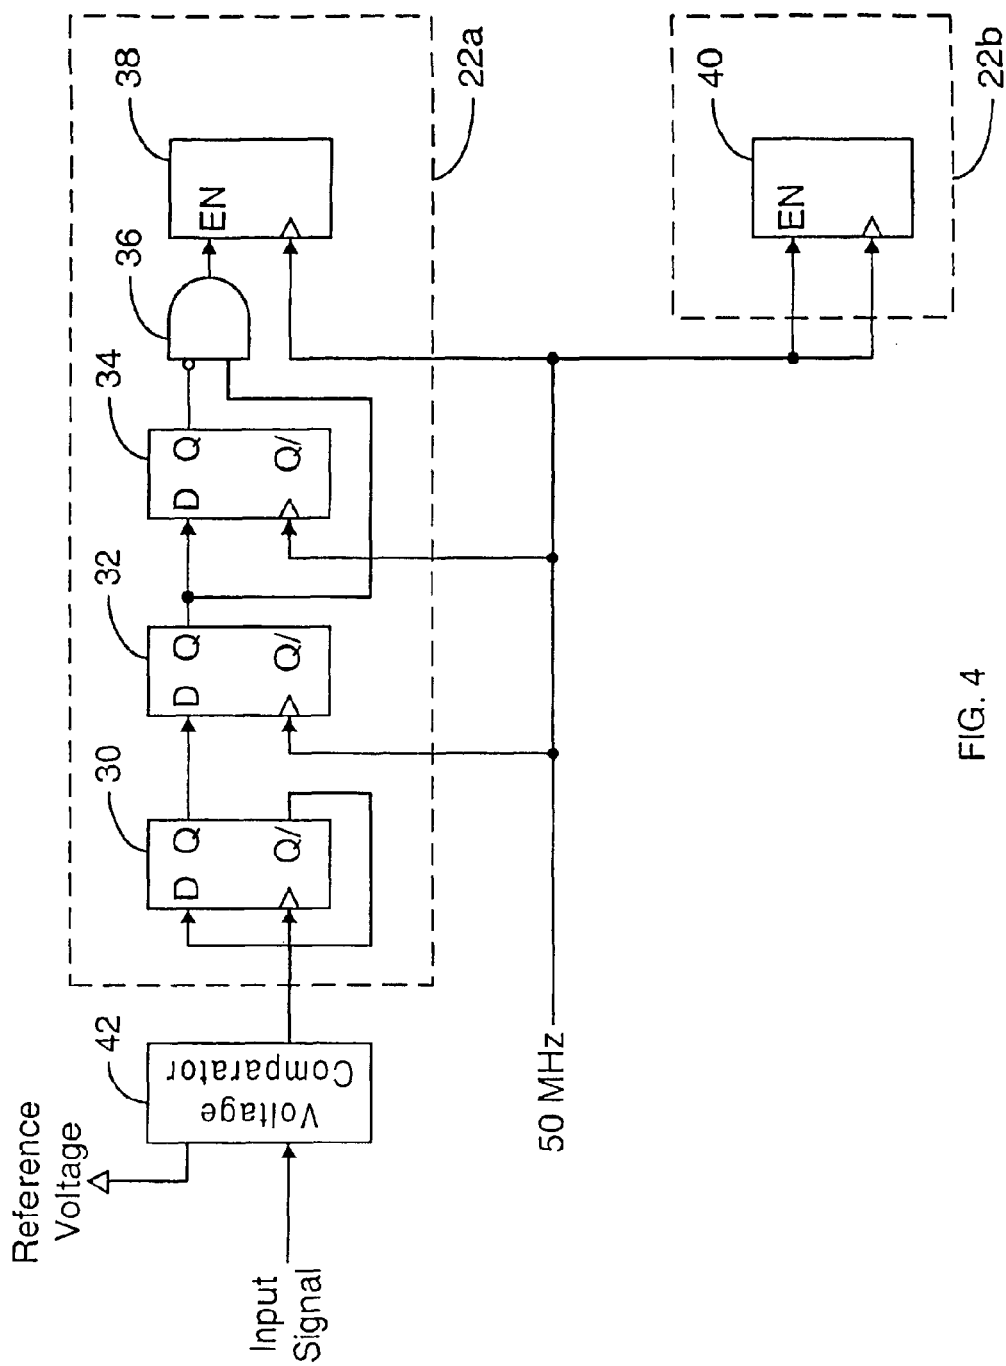 Reference
Voltage
Input
Signal
42
Voltage
Comparator
30
D Q
Q/
32
D Q
Q/
34
D Q
Q/
36
38
EN
22a
50 MHz
40
EN
22b
FIG. 4